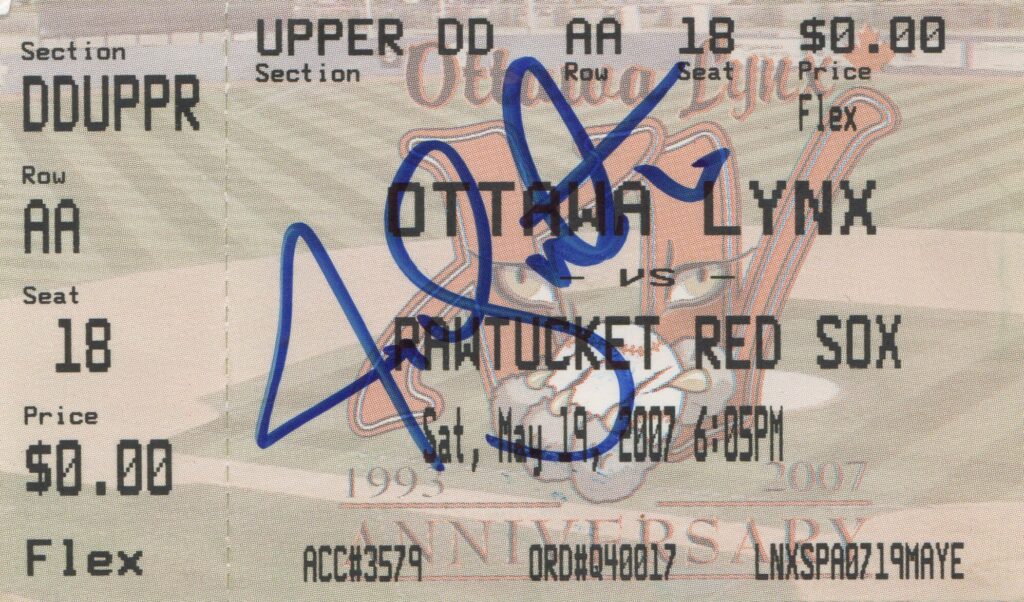 Section
DDUPPR
Row
AA
Seat
18
Price
$0.00
Flex
UPPER DD AA 18 $0.00
Section Row Seat Price
Flex
Ottawa Lynx
OTTAWA LYNX
- vs -
PAWTUCKET RED SOX
Sat, May 19, 2007 6:05PM
1993 2007
ANNIVERSARY
ACC#3579 ORD#Q40017 LNXSPA0719MAYE